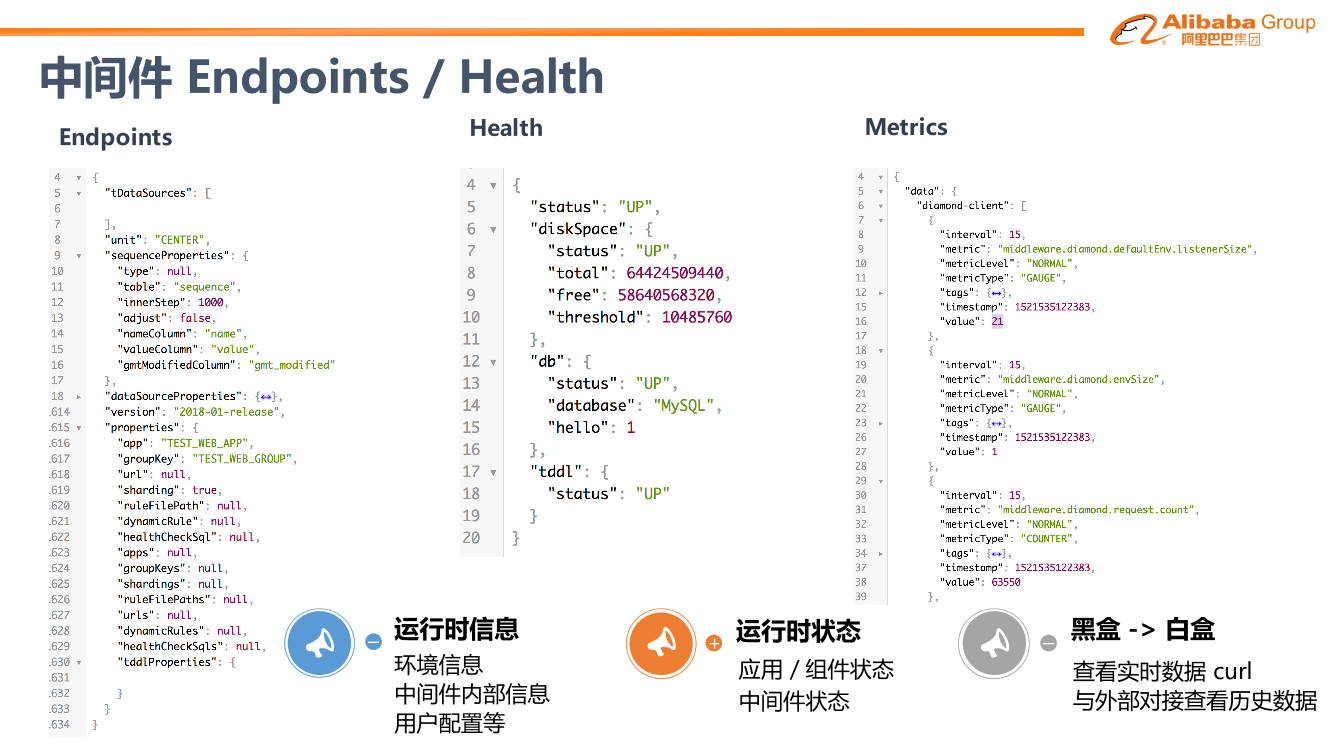 Alibaba Group
阿里巴巴集团
中间件 Endpoints / Health
Endpoints
4 {
5 "tDataSources": [
6
7 ],
8 "unit": "CENTER",
9 "sequenceProperties": {
10 "type": null,
11 "table": "sequence",
12 "innerStep": 1000,
13 "adjust": false,
14 "nameColumn": "name",
15 "valueColumn": "value",
16 "gmtModifiedColumn": "gmt_modified"
17 },
18 "dataSourceProperties": {↔},
.614 "version": "2018-01-release",
.615 "properties": {
.616 "app": "TEST_WEB_APP",
.617 "groupKey": "TEST_WEB_GROUP",
.618 "url": null,
.619 "sharding": true,
.620 "ruleFilePath": null,
.621 "dynamicRule": null,
.622 "healthCheckSql": null,
.623 "apps": null,
.624 "groupKeys": null,
.625 "shardings": null,
.626 "ruleFilePaths": null,
.627 "urls": null,
.628 "dynamicRules": null,
.629 "healthCheckSqls": null,
.630 "tddlProperties": {
.631
.632 }
.633 }
.634 }
Health
4 {
5 "status": "UP",
6 "diskSpace": {
7 "status": "UP",
8 "total": 64424509440,
9 "free": 58640568320,
10 "threshold": 10485760
11 },
12 "db": {
13 "status": "UP",
14 "database": "MySQL",
15 "hello": 1
16 },
17 "tddl": {
18 "status": "UP"
19 }
20 }
Metrics
4 {
5 "data": {
6 "diamond-client": [
7 {
8 "interval": 15,
9 "metric": "middleware.diamond.defaultEnv.listenerSize",
10 "metricLevel": "NORMAL",
11 "metricType": "GAUGE",
12 "tags": {↔},
15 "timestamp": 1521535122383,
16 "value": 21
17 },
18 {
19 "interval": 15,
20 "metric": "middleware.diamond.envSize",
21 "metricLevel": "NORMAL",
22 "metricType": "GAUGE",
23 "tags": {↔},
26 "timestamp": 1521535122383,
27 "value": 1
28 },
29 {
30 "interval": 15,
31 "metric": "middleware.diamond.request.count",
32 "metricLevel": "NORMAL",
33 "metricType": "COUNTER",
34 "tags": {↔},
37 "timestamp": 1521535122383,
38 "value": 63550
39 },
运行时信息
环境信息
中间件内部信息
用户配置等
运行时状态
应用 / 组件状态
中间件状态
黑盒 -> 白盒
查看实时数据 curl
与外部对接查看历史数据